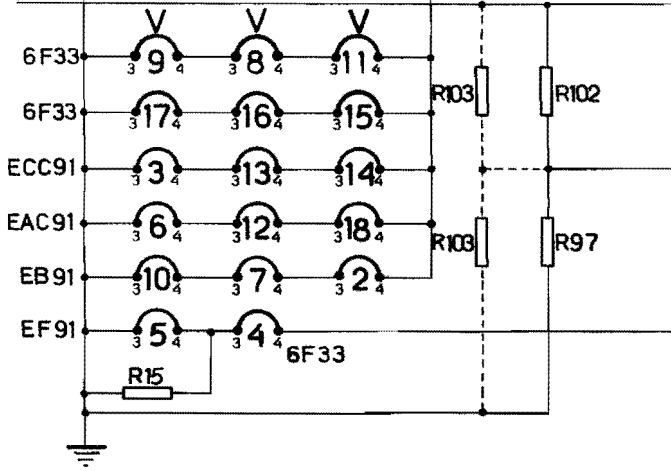 V V V
6F33 3 9 4 3 8 4 3 11 4
R103 R102
6F33 3 17 4 3 16 4 3 15 4
ECC91 3 3 4 3 13 4 3 14 4
EAC91 3 6 4 3 12 4 3 18 4
R103 R97
EB91 3 10 4 3 7 4 3 2 4
EF91 3 5 4 3 4 4
6F33
R15